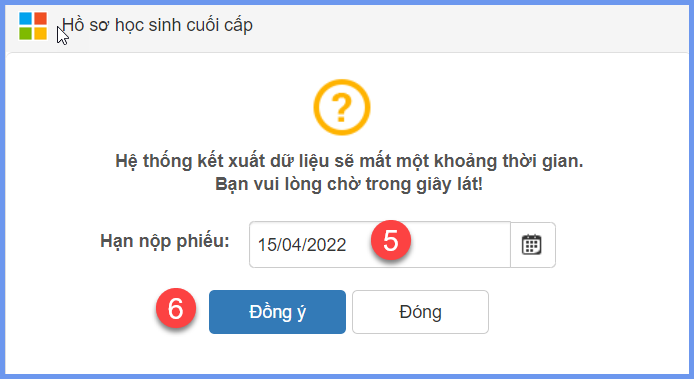 Hồ sơ học sinh cuối cấp
?
Hệ thống kết xuất dữ liệu sẽ mất một khoảng thời gian.
Bạn vui lòng chờ trong giây lát!
Hạn nộp phiếu: 15/04/2022 5
6 Đồng ý Đóng